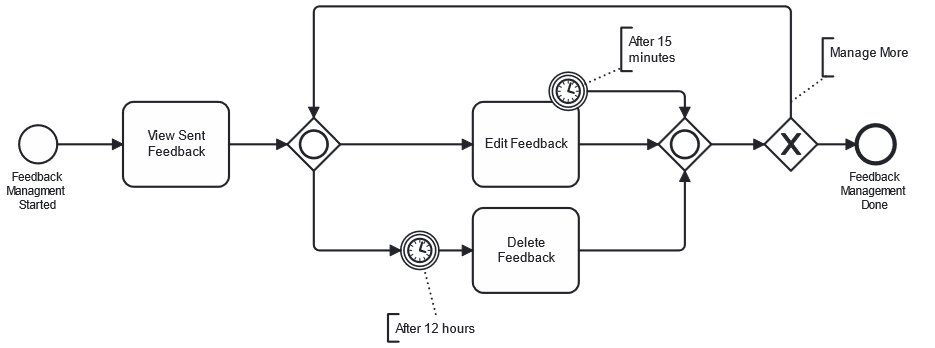 Feedback
Managment
Started
View Sent
Feedback
After 15
minutes
Edit Feedback
Delete
Feedback
After 12 hours
Manage More
Feedback
Management
Done